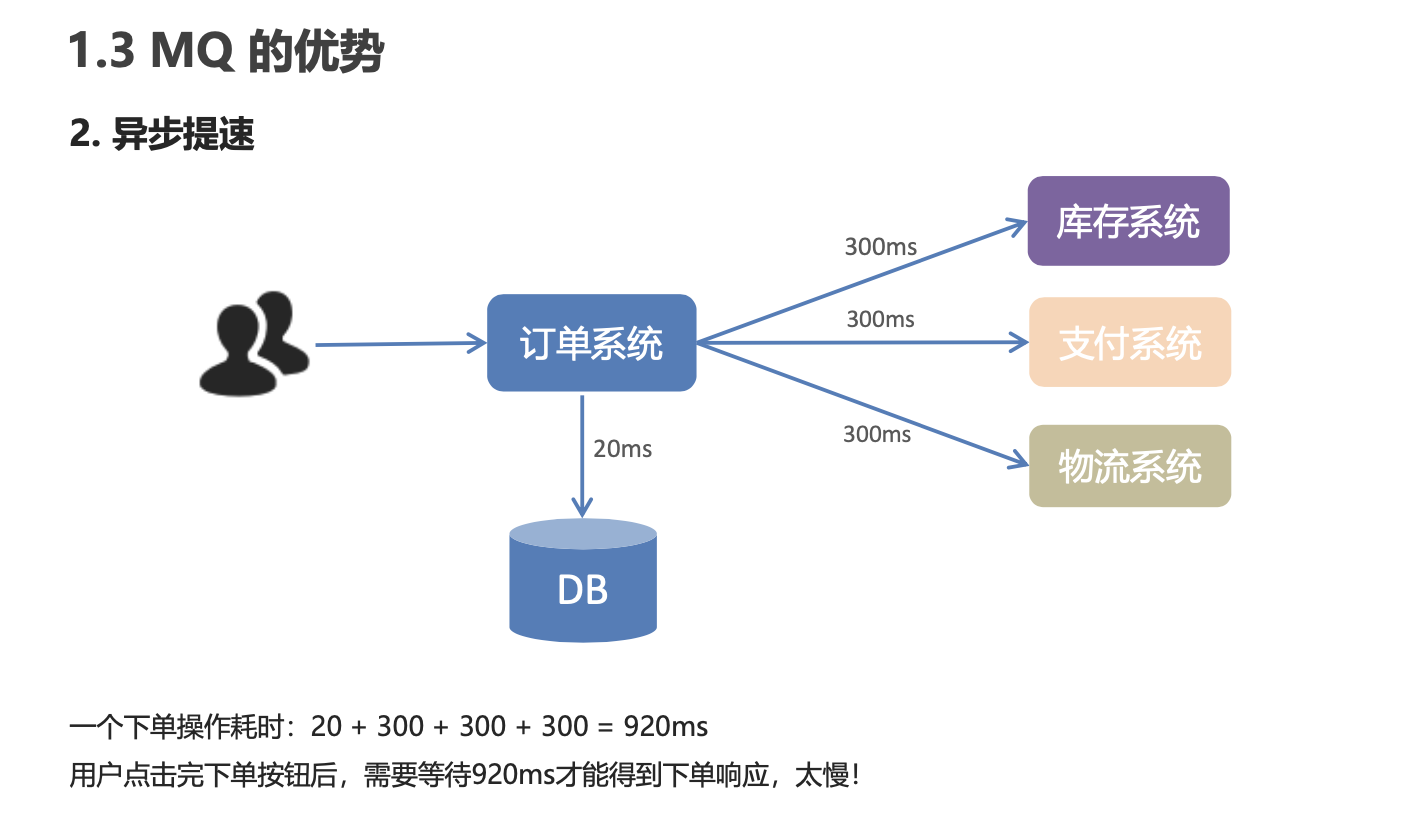 1.3 MQ 的优势
2. 异步提速
库存系统
300ms
300ms
订单系统
支付系统
300ms
20ms
物流系统
DB
一个下单操作耗时：20 + 300 + 300 + 300 = 920ms
用户点击完下单按钮后，需要等待920ms才能得到下单响应，太慢！